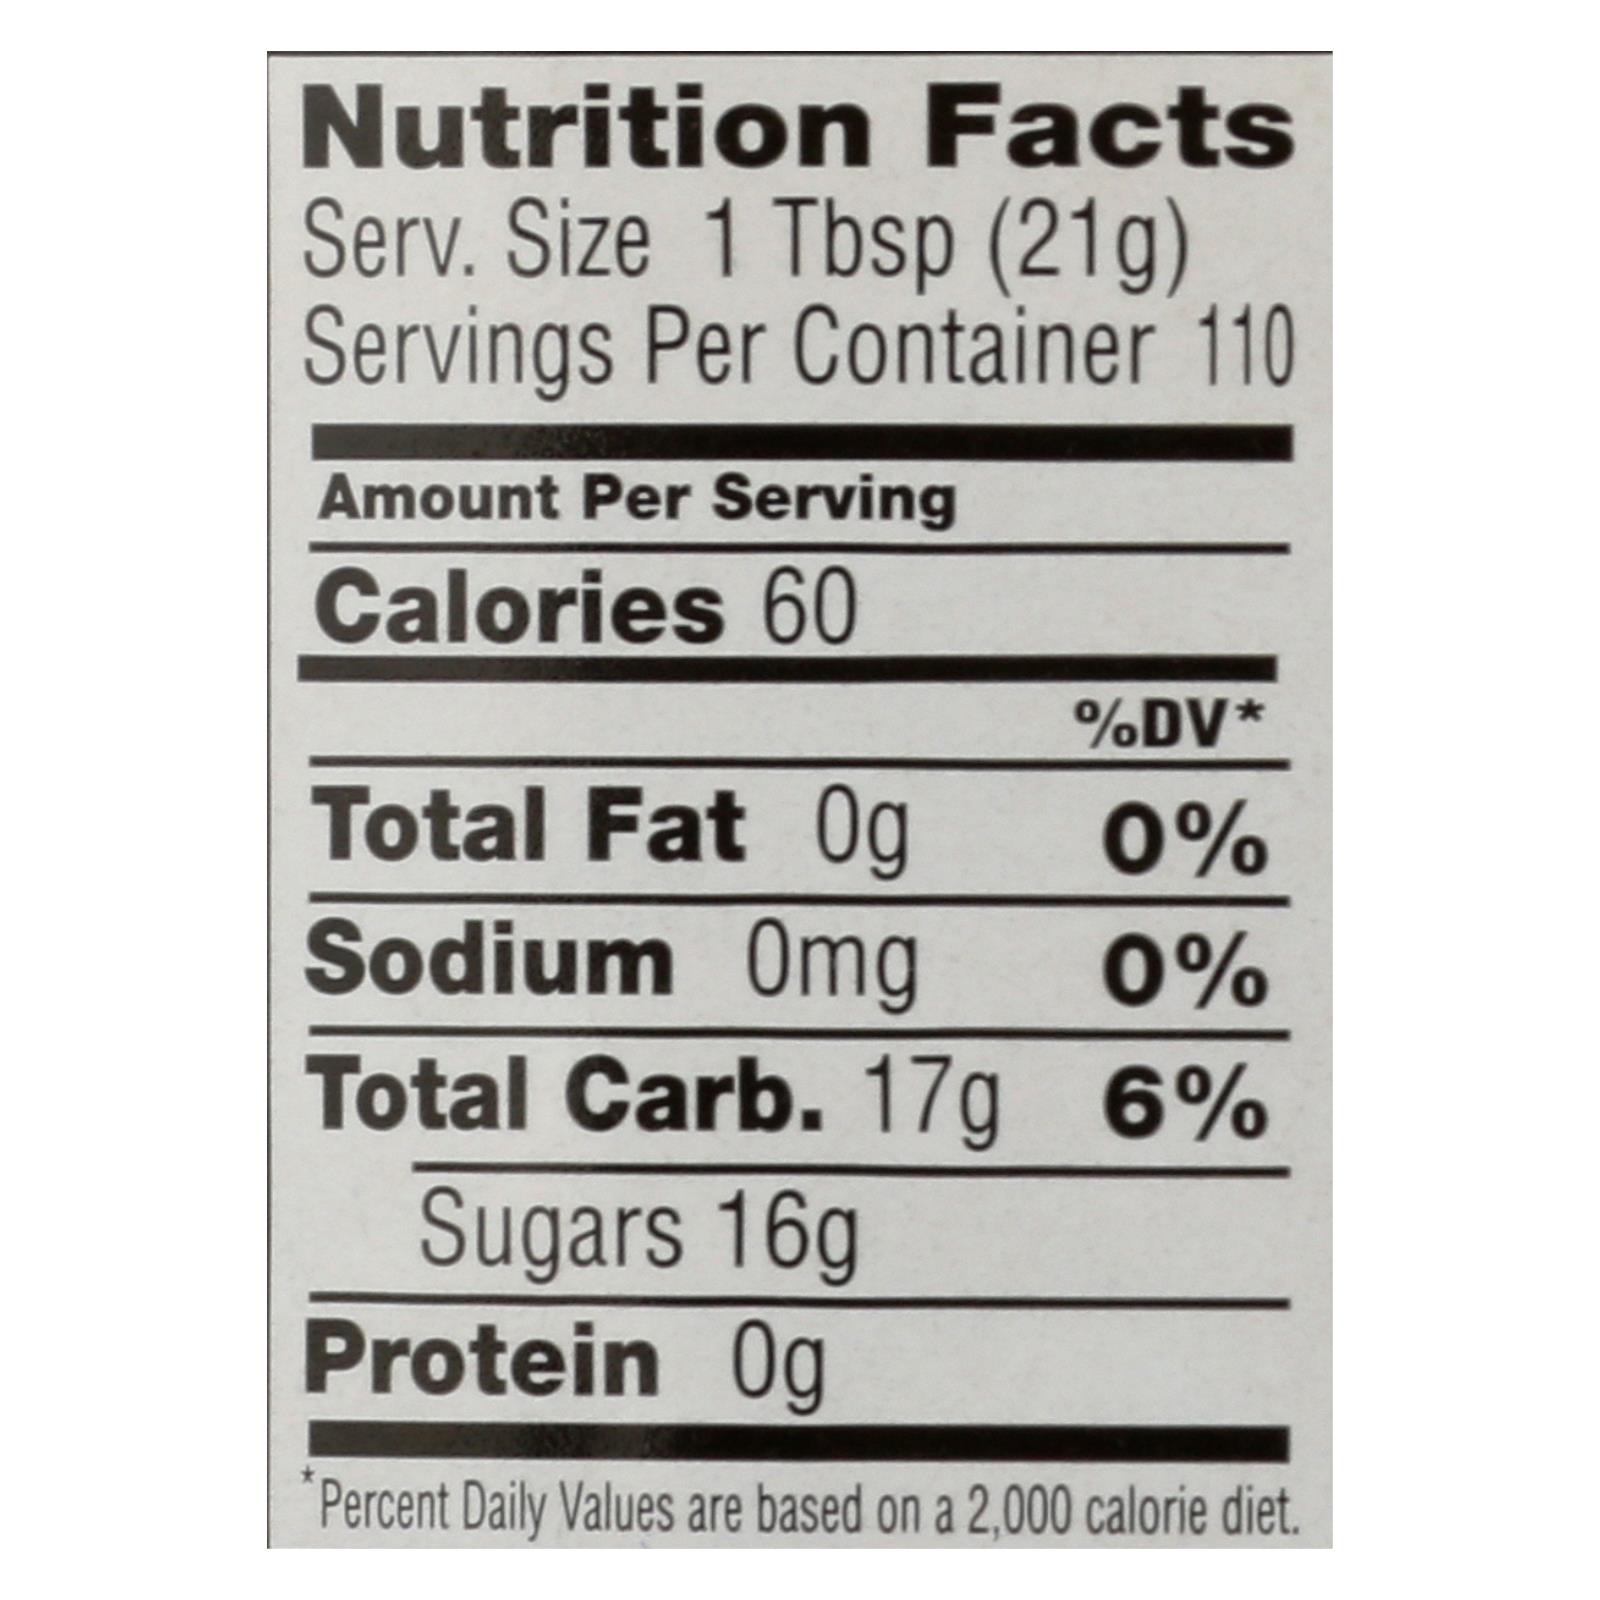 Nutrition Facts
Serv. Size 1 Tbsp (21g)
Servings Per Container 110
Amount Per Serving
Calories 60
%DV*
Total Fat 0g 0%
Sodium 0mg 0%
Total Carb. 17g 6%
Sugars 16g
Protein 0g
*Percent Daily Values are based on a 2,000 calorie diet.